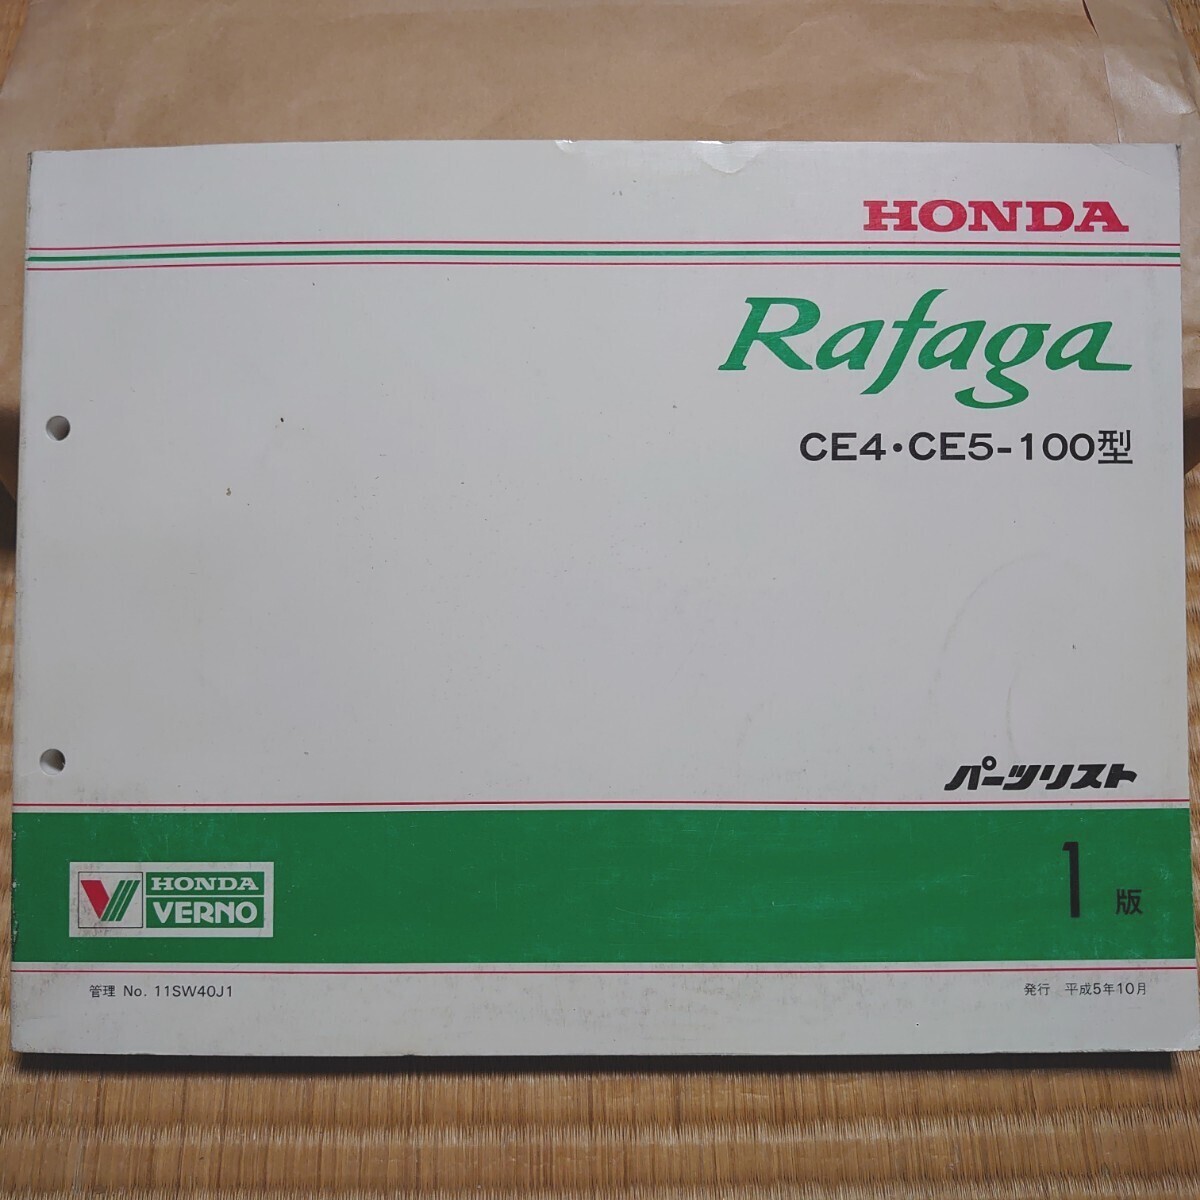 HONDA
Rafaga
CE4・CE5-100型
パーツリスト
1版
HONDA
VERNO
管理 No. 11SW40J1
発行 平成5年10月